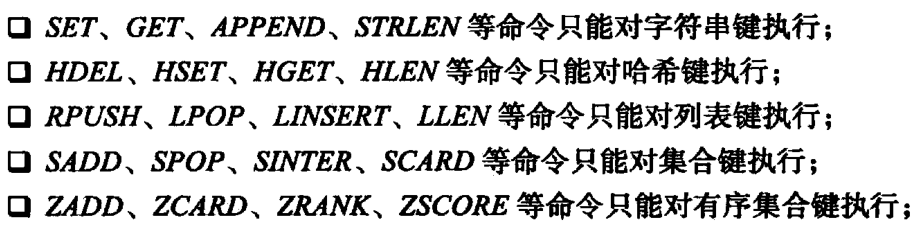 ❑ SET、GET、APPEND、STRLEN 等命令只能对字符串键执行；
❑ HDEL、HSET、HGET、HLEN 等命令只能对哈希键执行；
❑ RPUSH、LPOP、LINSERT、LLEN 等命令只能对列表键执行；
❑ SADD、SPOP、SINTER、SCARD 等命令只能对集合键执行；
❑ ZADD、ZCARD、ZRANK、ZSCORE 等命令只能对有序集合键执行；